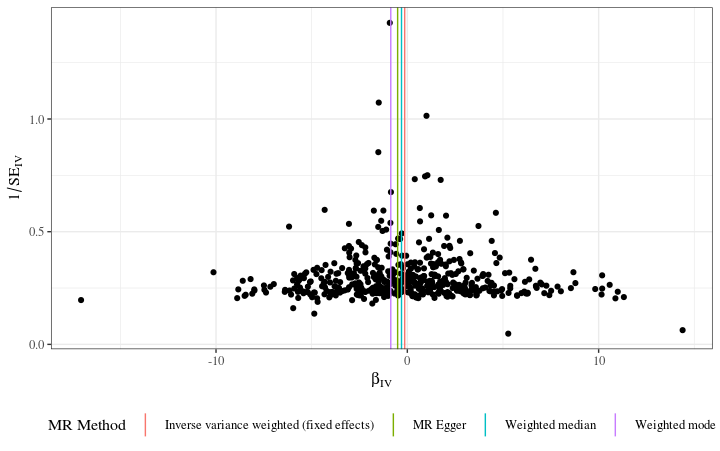 1/SE_IV
1.0
0.5
0.0
-10
0
10
β_IV
MR Method
Inverse variance weighted (fixed effects)
MR Egger
Weighted median
Weighted mode